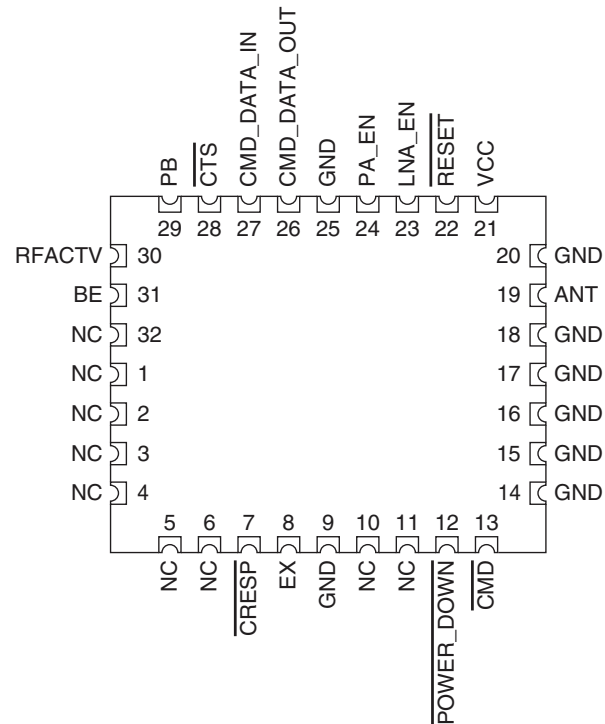 PB
CTS
CMD_DATA_IN
CMD_DATA_OUT
GND
PA_EN
LNA_EN
RESET
VCC
29 28 27 26 25 24 23 22 21
RFACTV 30 20 GND
BE 31 19 ANT
NC 32 18 GND
NC 1 17 GND
NC 2 16 GND
NC 3 15 GND
NC 4 14 GND
5 6 7 8 9 10 11 12 13
NC
NC
CRESP
EX
GND
NC
NC
POWER_DOWN
CMD